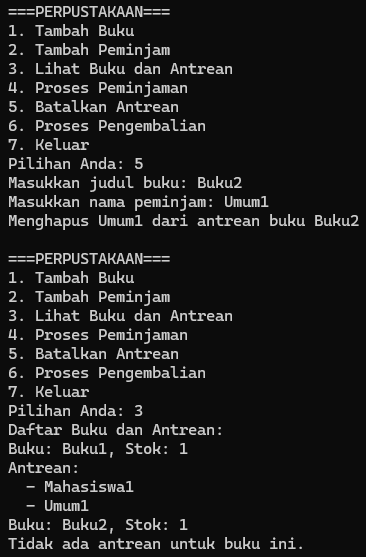 ===PERPUSTAKAAN===
1. Tambah Buku
2. Tambah Peminjam
3. Lihat Buku dan Antrean
4. Proses Peminjaman
5. Batalkan Antrean
6. Proses Pengembalian
7. Keluar
Pilihan Anda: 5
Masukkan judul buku: Buku2
Masukkan nama peminjam: Umum1
Menghapus Umum1 dari antrean buku Buku2

===PERPUSTAKAAN===
1. Tambah Buku
2. Tambah Peminjam
3. Lihat Buku dan Antrean
4. Proses Peminjaman
5. Batalkan Antrean
6. Proses Pengembalian
7. Keluar
Pilihan Anda: 3
Daftar Buku dan Antrean:
Buku: Buku1, Stok: 1
Antrean:
  - Mahasiswa1
  - Umum1
Buku: Buku2, Stok: 1
Tidak ada antrean untuk buku ini.